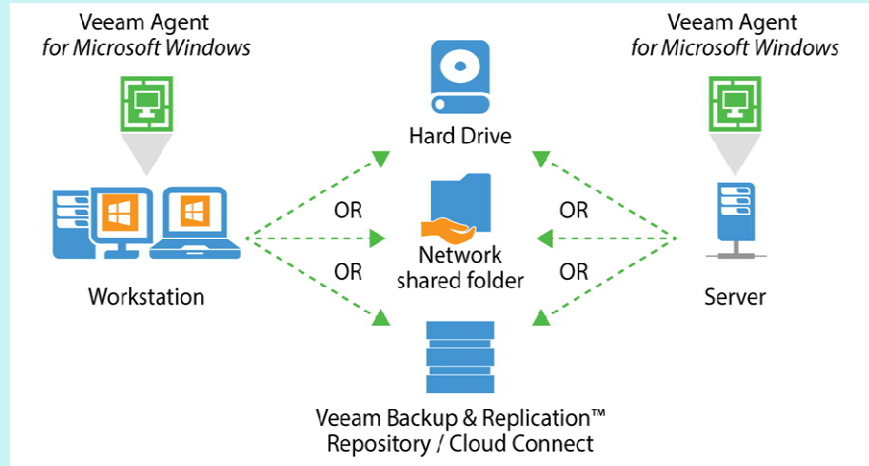 Veeam Agent
for Microsoft Windows
Veeam Agent
for Microsoft Windows
Hard Drive
OR
OR
Network
shared folder
OR
OR
Workstation
Server
Veeam Backup & Replication™
Repository / Cloud Connect